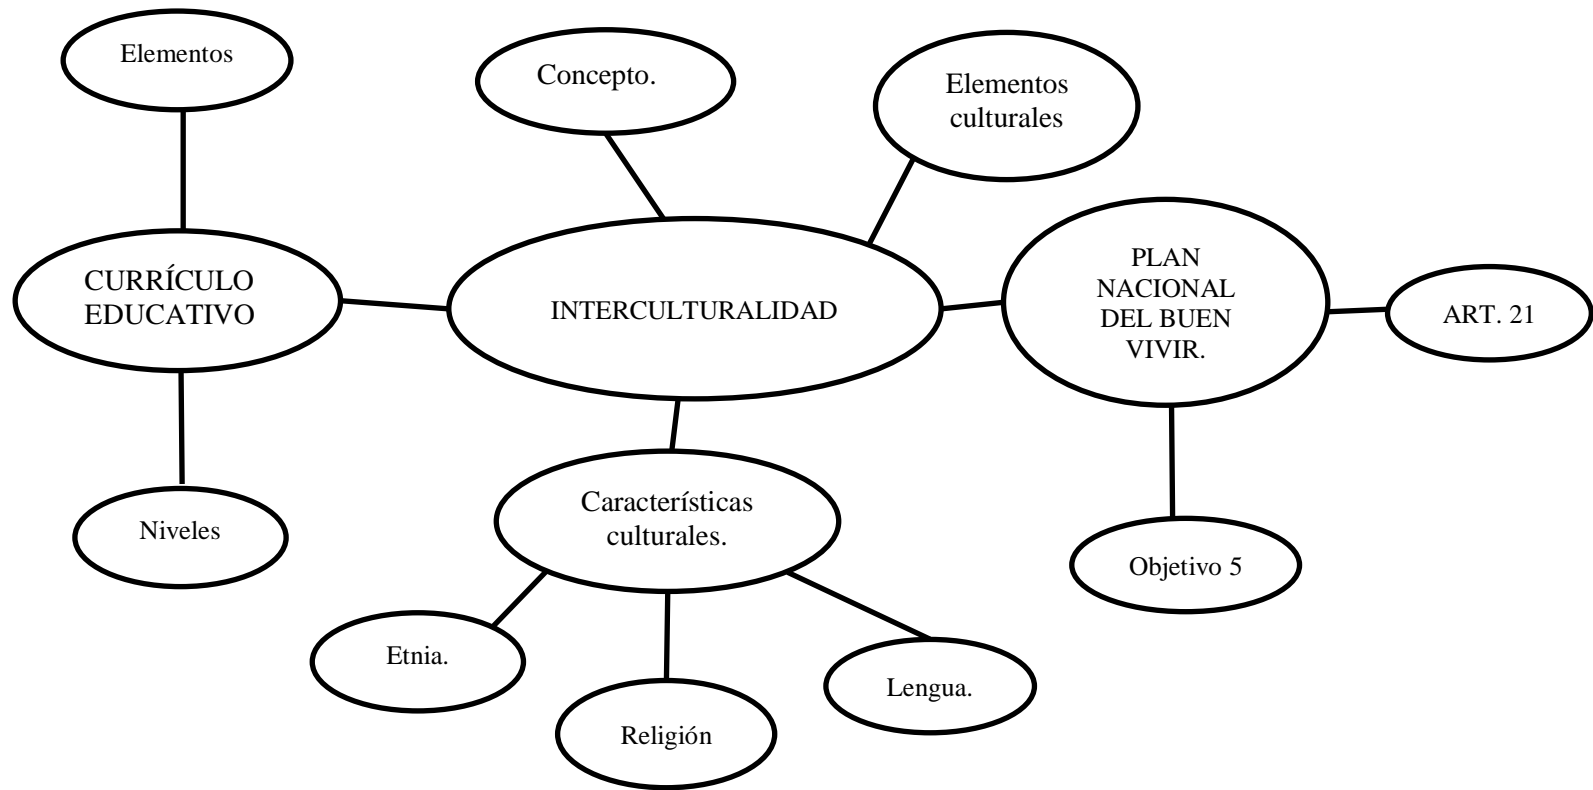 Elementos
Concepto.
Elementos
culturales
CURRÍCULO
EDUCATIVO
INTERCULTURALIDAD
PLAN
NACIONAL
DEL BUEN
VIVIR.
ART. 21
Niveles
Característisticas
culturales.
Objetivo 5
Etnia.
Religión
Lengua.